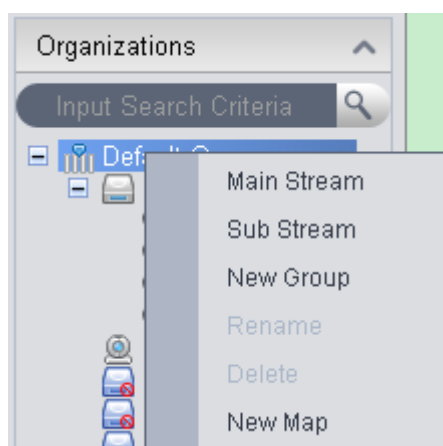 Organizations
Input Search Criteria
Main Stream
Sub Stream
New Group
Rename
Delete
New Map